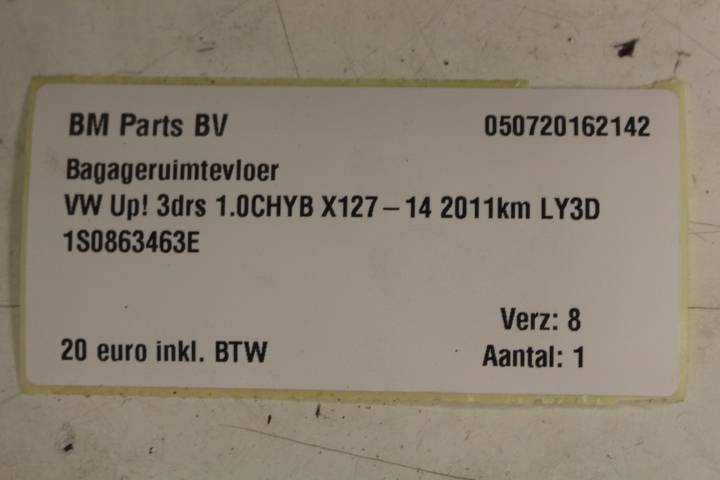 BM Parts BV 050720162142
Bagageruimtevloer
VW Up! 3drs 1.0CHYB X127-14 2011km LY3D
1S0863463E
Verz: 8
20 euro inkl. BTW Aantal: 1